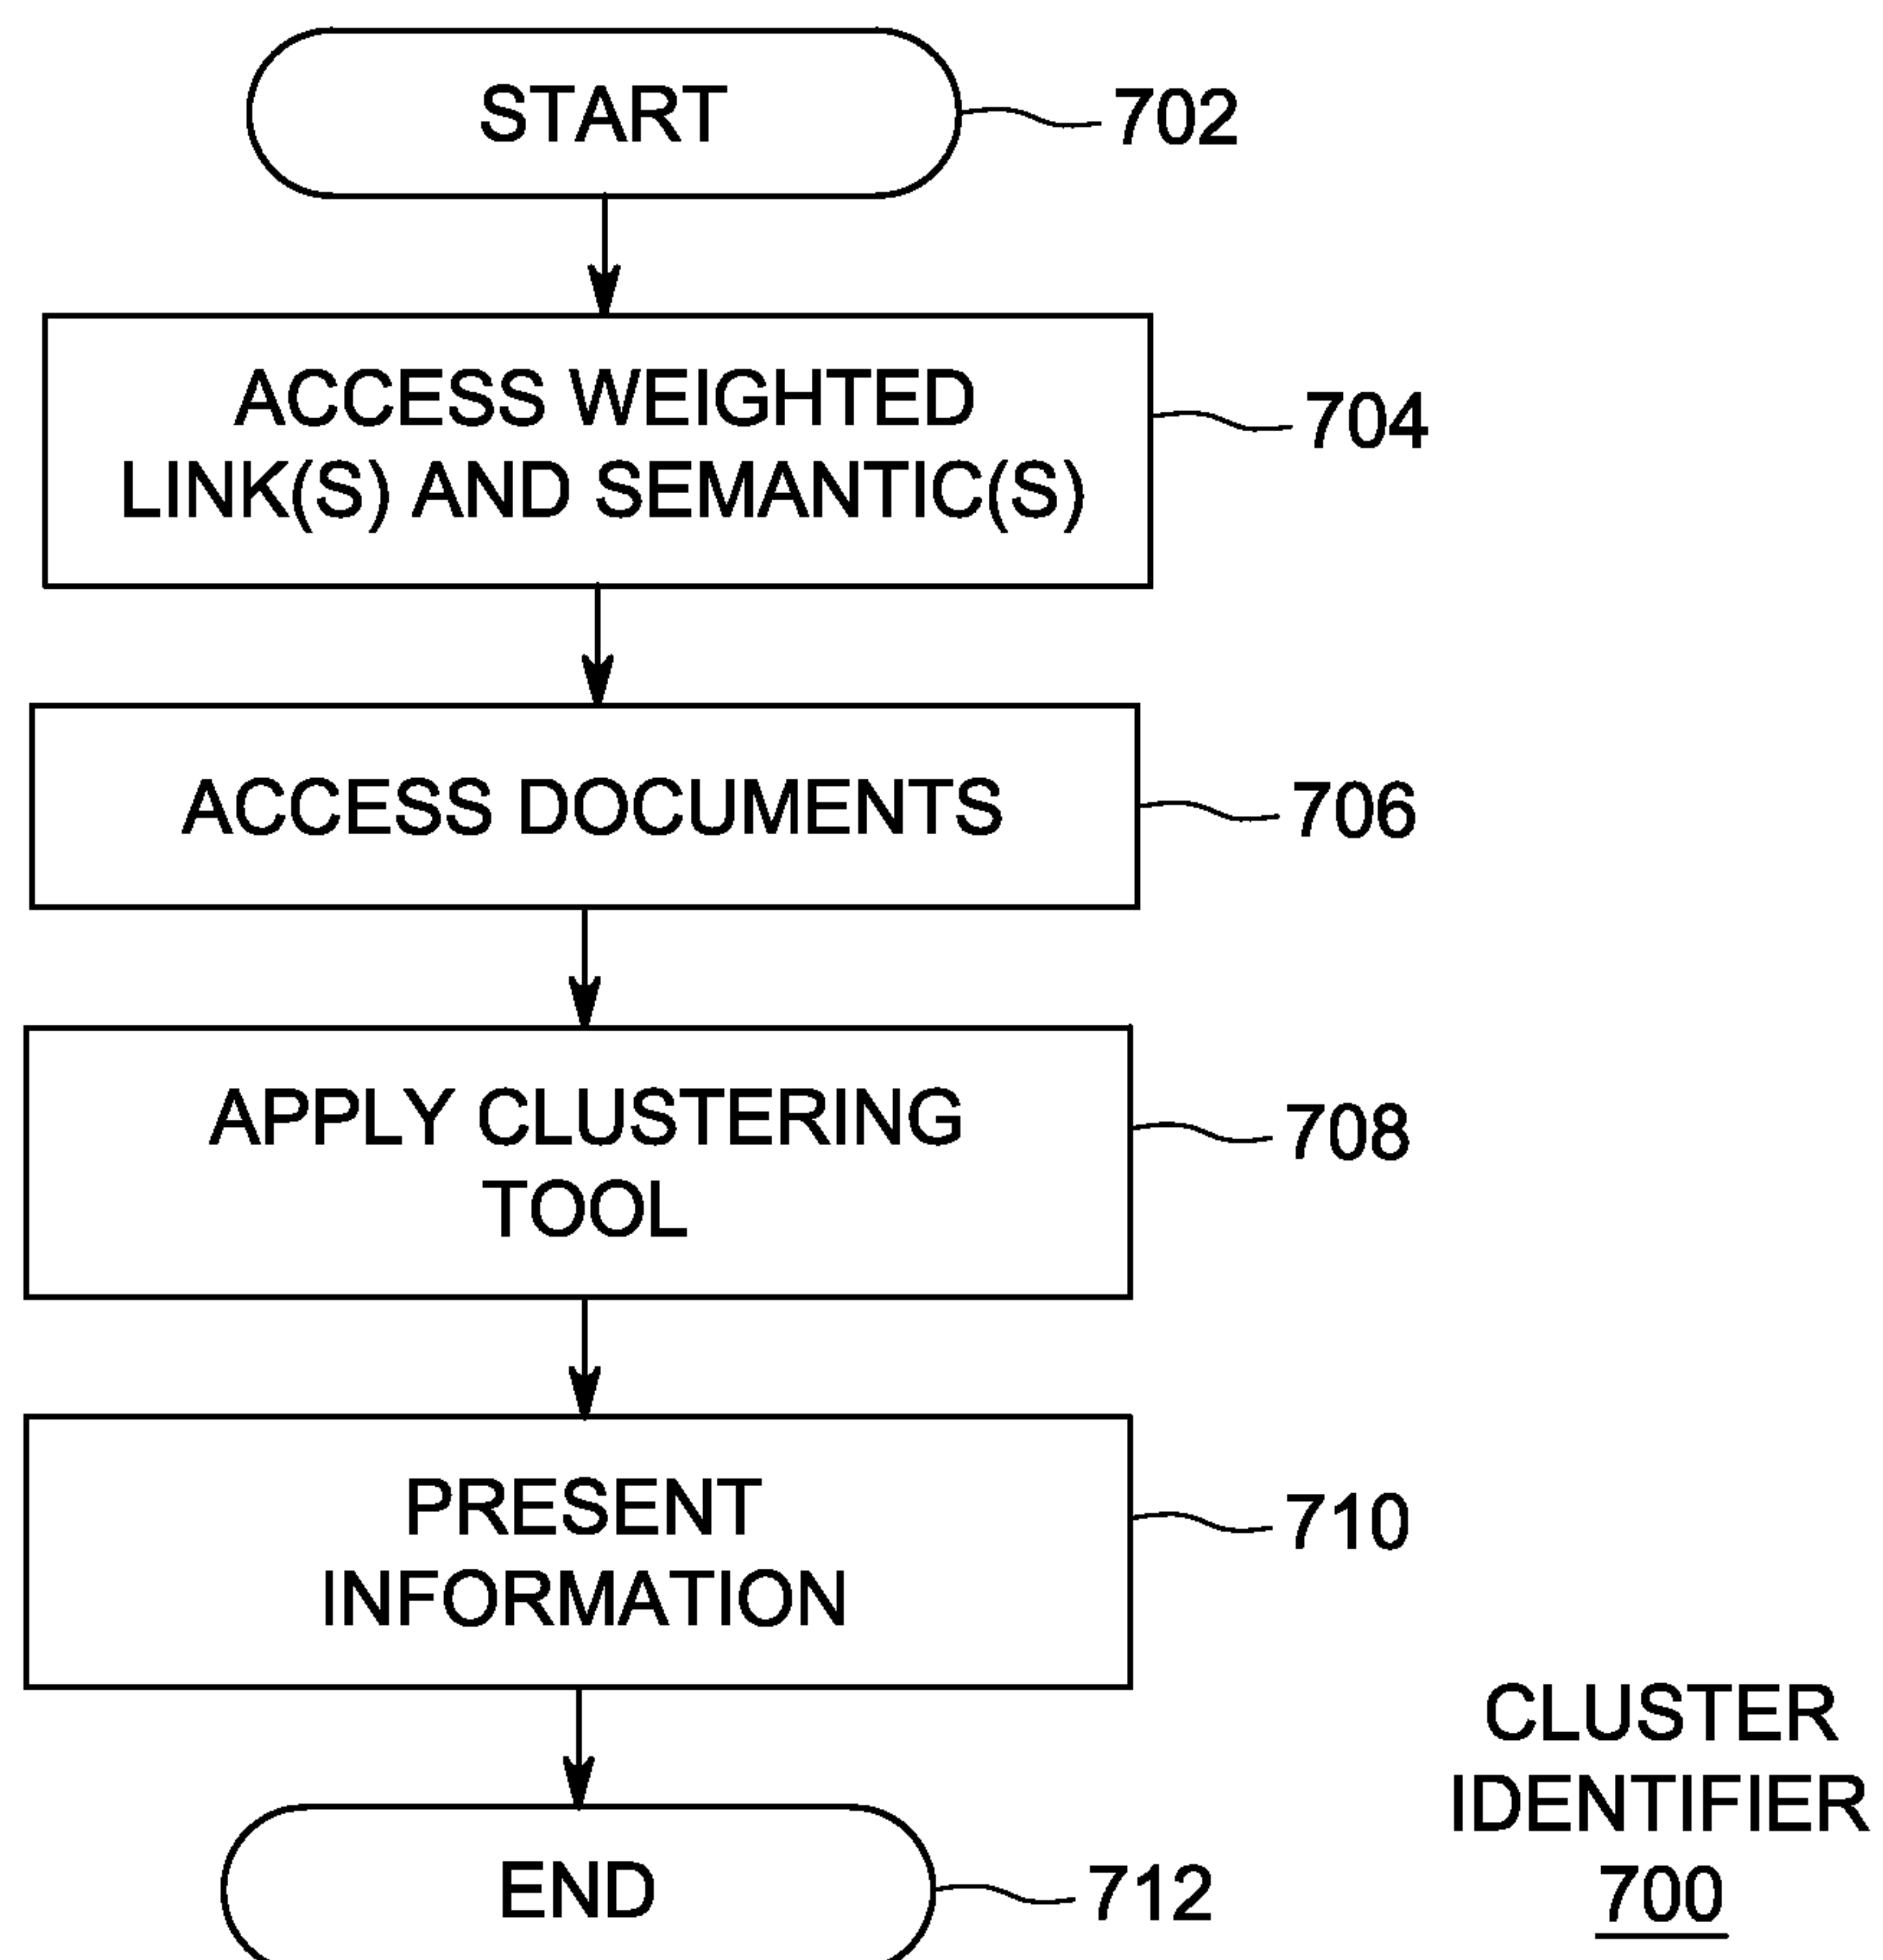 START
702
ACCESS WEIGHTED
LINK(S) AND SEMANTIC(S)
704
ACCESS DOCUMENTS
706
APPLY CLUSTERING
TOOL
708
PRESENT
INFORMATION
710
END
712
CLUSTER
IDENTIFIER
700